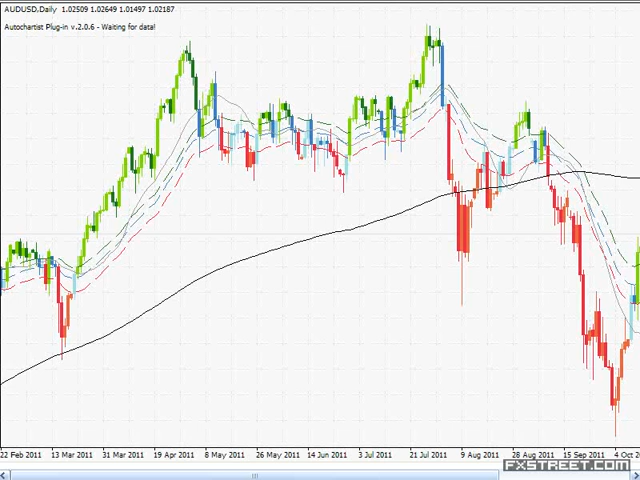 AUDUSD,Daily 1.02509 1.02649 1.01497 1.02187
Autochartist Plug-in v.2.0.6 - Waiting for data!
22 Feb 2011 13 Mar 2011 31 Mar 2011 19 Apr 2011 8 May 2011 26 May 2011 14 Jun 2011 3 Jul 2011 21 Jul 2011 9 Aug 2011 28 Aug 2011 15 Sep 2011 4 Oct 20
FXSTREET.COM